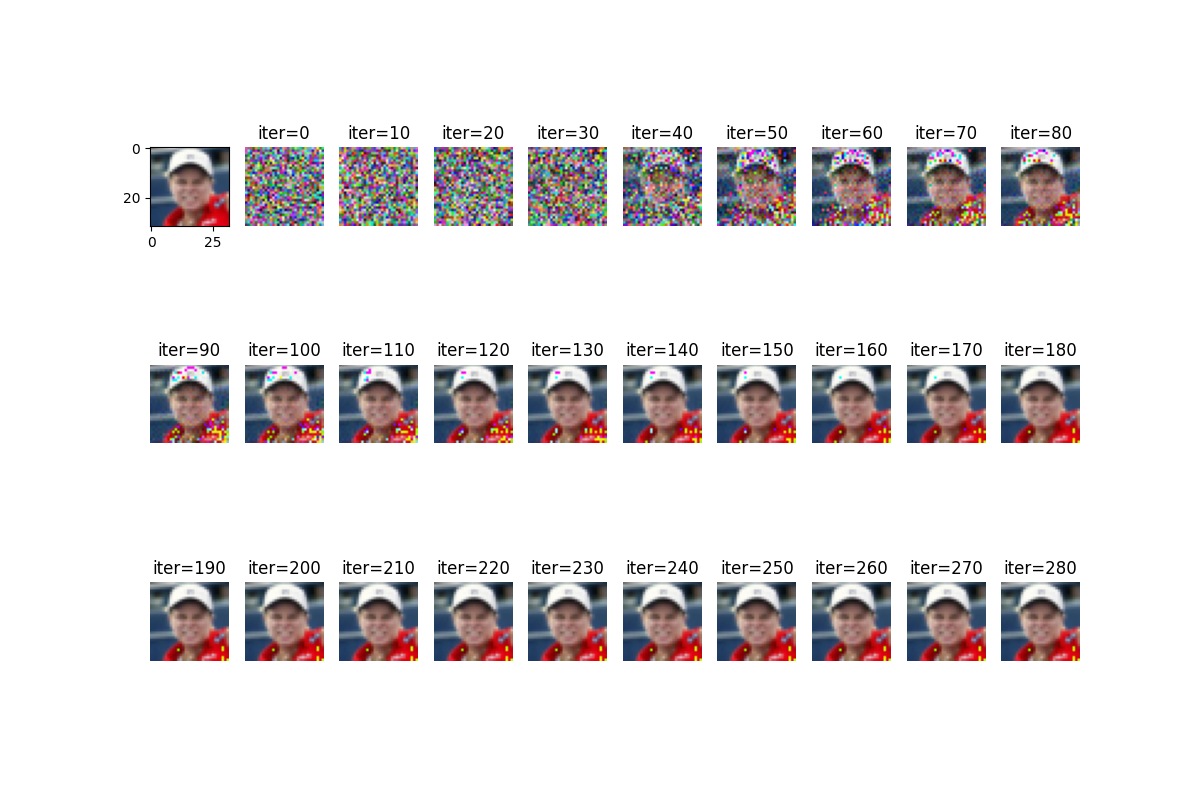 iter=0 iter=10 iter=20 iter=30 iter=40 iter=50 iter=60 iter=70 iter=80
0
20
0 25
iter=90 iter=100 iter=110 iter=120 iter=130 iter=140 iter=150 iter=160 iter=170 iter=180
iter=190 iter=200 iter=210 iter=220 iter=230 iter=240 iter=250 iter=260 iter=270 iter=280